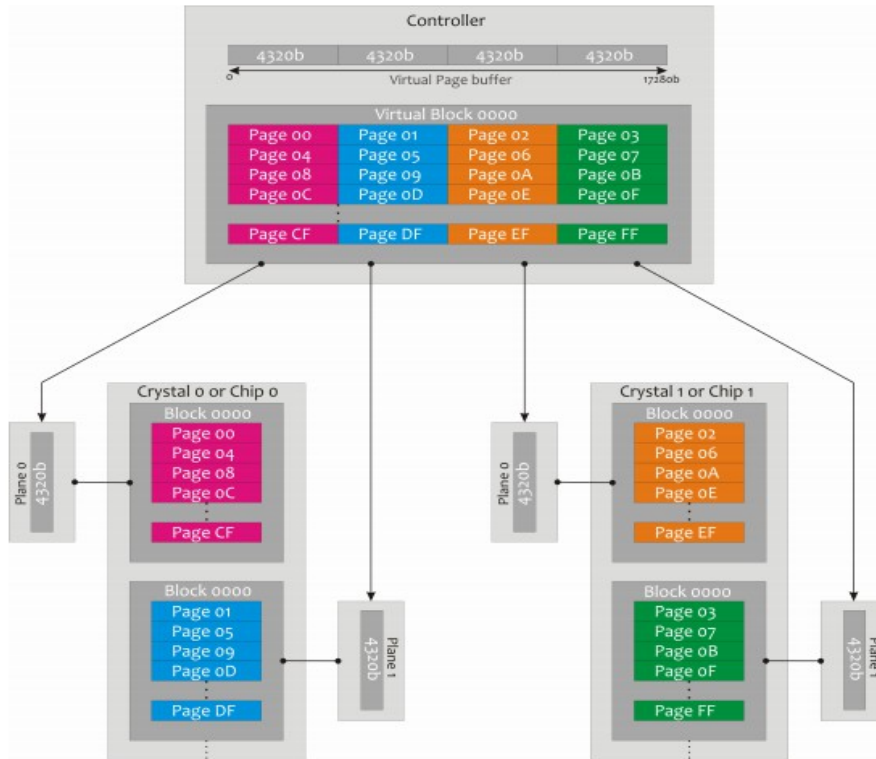 Controller
4320b 4320b 4320b 4320b
0 Virtual Page buffer 17280b
Virtual Block 0000
Page 00 Page 01 Page 02 Page 03
Page 04 Page 05 Page 06 Page 07
Page 08 Page 09 Page 0A Page 0B
Page 0C Page 0D Page 0E Page 0F
Page CF Page DF Page EF Page FF
Crystal 0 or Chip 0
Block 0000
Page 00
Page 04
Page 08
Page 0C
Page CF
Plane 0
4320b
Block 0000
Page 01
Page 05
Page 09
Page 0D
Page DF
4320b
Plane 1
Crystal 1 or Chip 1
Block 0000
Page 02
Page 06
Page 0A
Page 0E
Page EF
Plane 0
4320b
Block 0000
Page 03
Page 07
Page 0B
Page 0F
Page FF
4320b
Plane 1